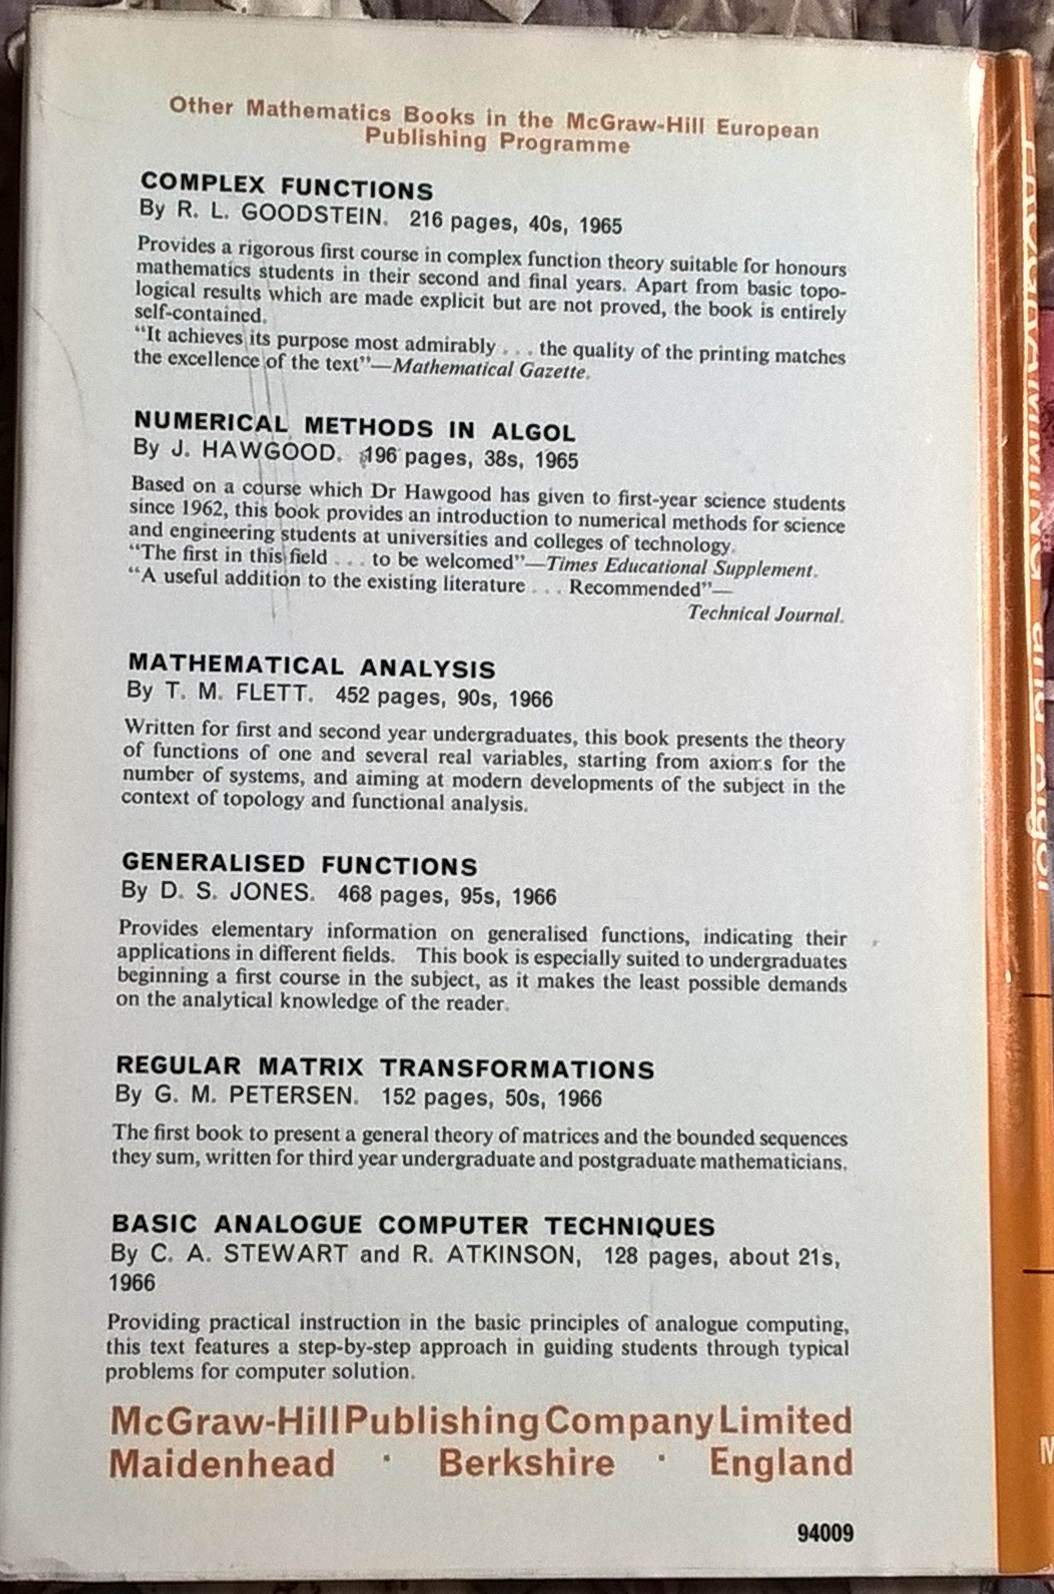 Other Mathematics Books in the McGraw-Hill European
Publishing Programme
COMPLEX FUNCTIONS
By R. L. GOODSTEIN. 216 pages, 40s, 1965
Provides a rigorous first course in complex function theory suitable for honours
mathematics students in their second and final years. Apart from basic topo-
logical results which are made explicit but are not proved, the book is entirely
self-contained.
“It achieves its purpose most admirably . . . the quality of the printing matches
the excellence of the text”—Mathematical Gazette.
NUMERICAL METHODS IN ALGOL
By J. HAWGOOD. 196 pages, 38s, 1965
Based on a course which Dr Hawgood has given to first-year science students
since 1962, this book provides an introduction to numerical methods for science
and engineering students at universities and colleges of technology.
“The first in this field . . . to be welcomed”—Times Educational Supplement.
“A useful addition to the existing literature . . . Recommended”—
Technical Journal.
MATHEMATICAL ANALYSIS
By T. M. FLETT. 452 pages, 90s, 1966
Written for first and second year undergraduates, this book presents the theory
of functions of one and several real variables, starting from axioms for the
number of systems, and aiming at modern developments of the subject in the
context of topology and functional analysis.
GENERALISED FUNCTIONS
By D. S. JONES. 468 pages, 95s, 1966
Provides elementary information on generalised functions, indicating their
applications in different fields. This book is especially suited to undergraduates
beginning a first course in the subject, as it makes the least possible demands
on the analytical knowledge of the reader.
REGULAR MATRIX TRANSFORMATIONS
By G. M. PETERSEN. 152 pages, 50s, 1966
The first book to present a general theory of matrices and the bounded sequences
they sum, written for third year undergraduate and postgraduate mathematicians.
BASIC ANALOGUE COMPUTER TECHNIQUES
By C. A. STEWART and R. ATKINSON, 128 pages, about 21s,
1966
Providing practical instruction in the basic principles of analogue computing,
this text features a step-by-step approach in guiding students through typical
problems for computer solution.
McGraw-Hill Publishing Company Limited
Maidenhead · Berkshire · England
94009